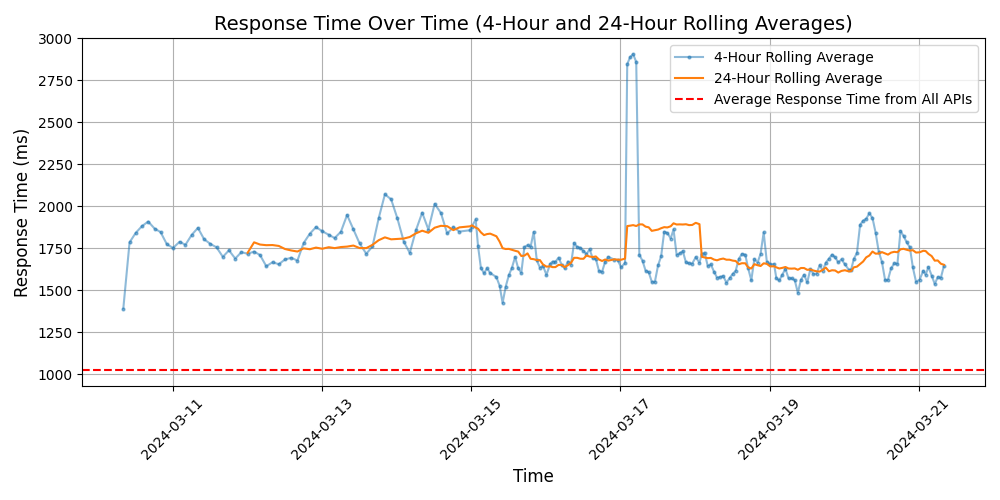 Response Time Over Time (4-Hour and 24-Hour Rolling Averages)
4-Hour Rolling Average
24-Hour Rolling Average
Average Response Time from All APIs
Response Time (ms)
3000
2750
2500
2250
2000
1750
1500
1250
1000
2024-03-11
2024-03-13
2024-03-15
2024-03-17
2024-03-19
2024-03-21
Time